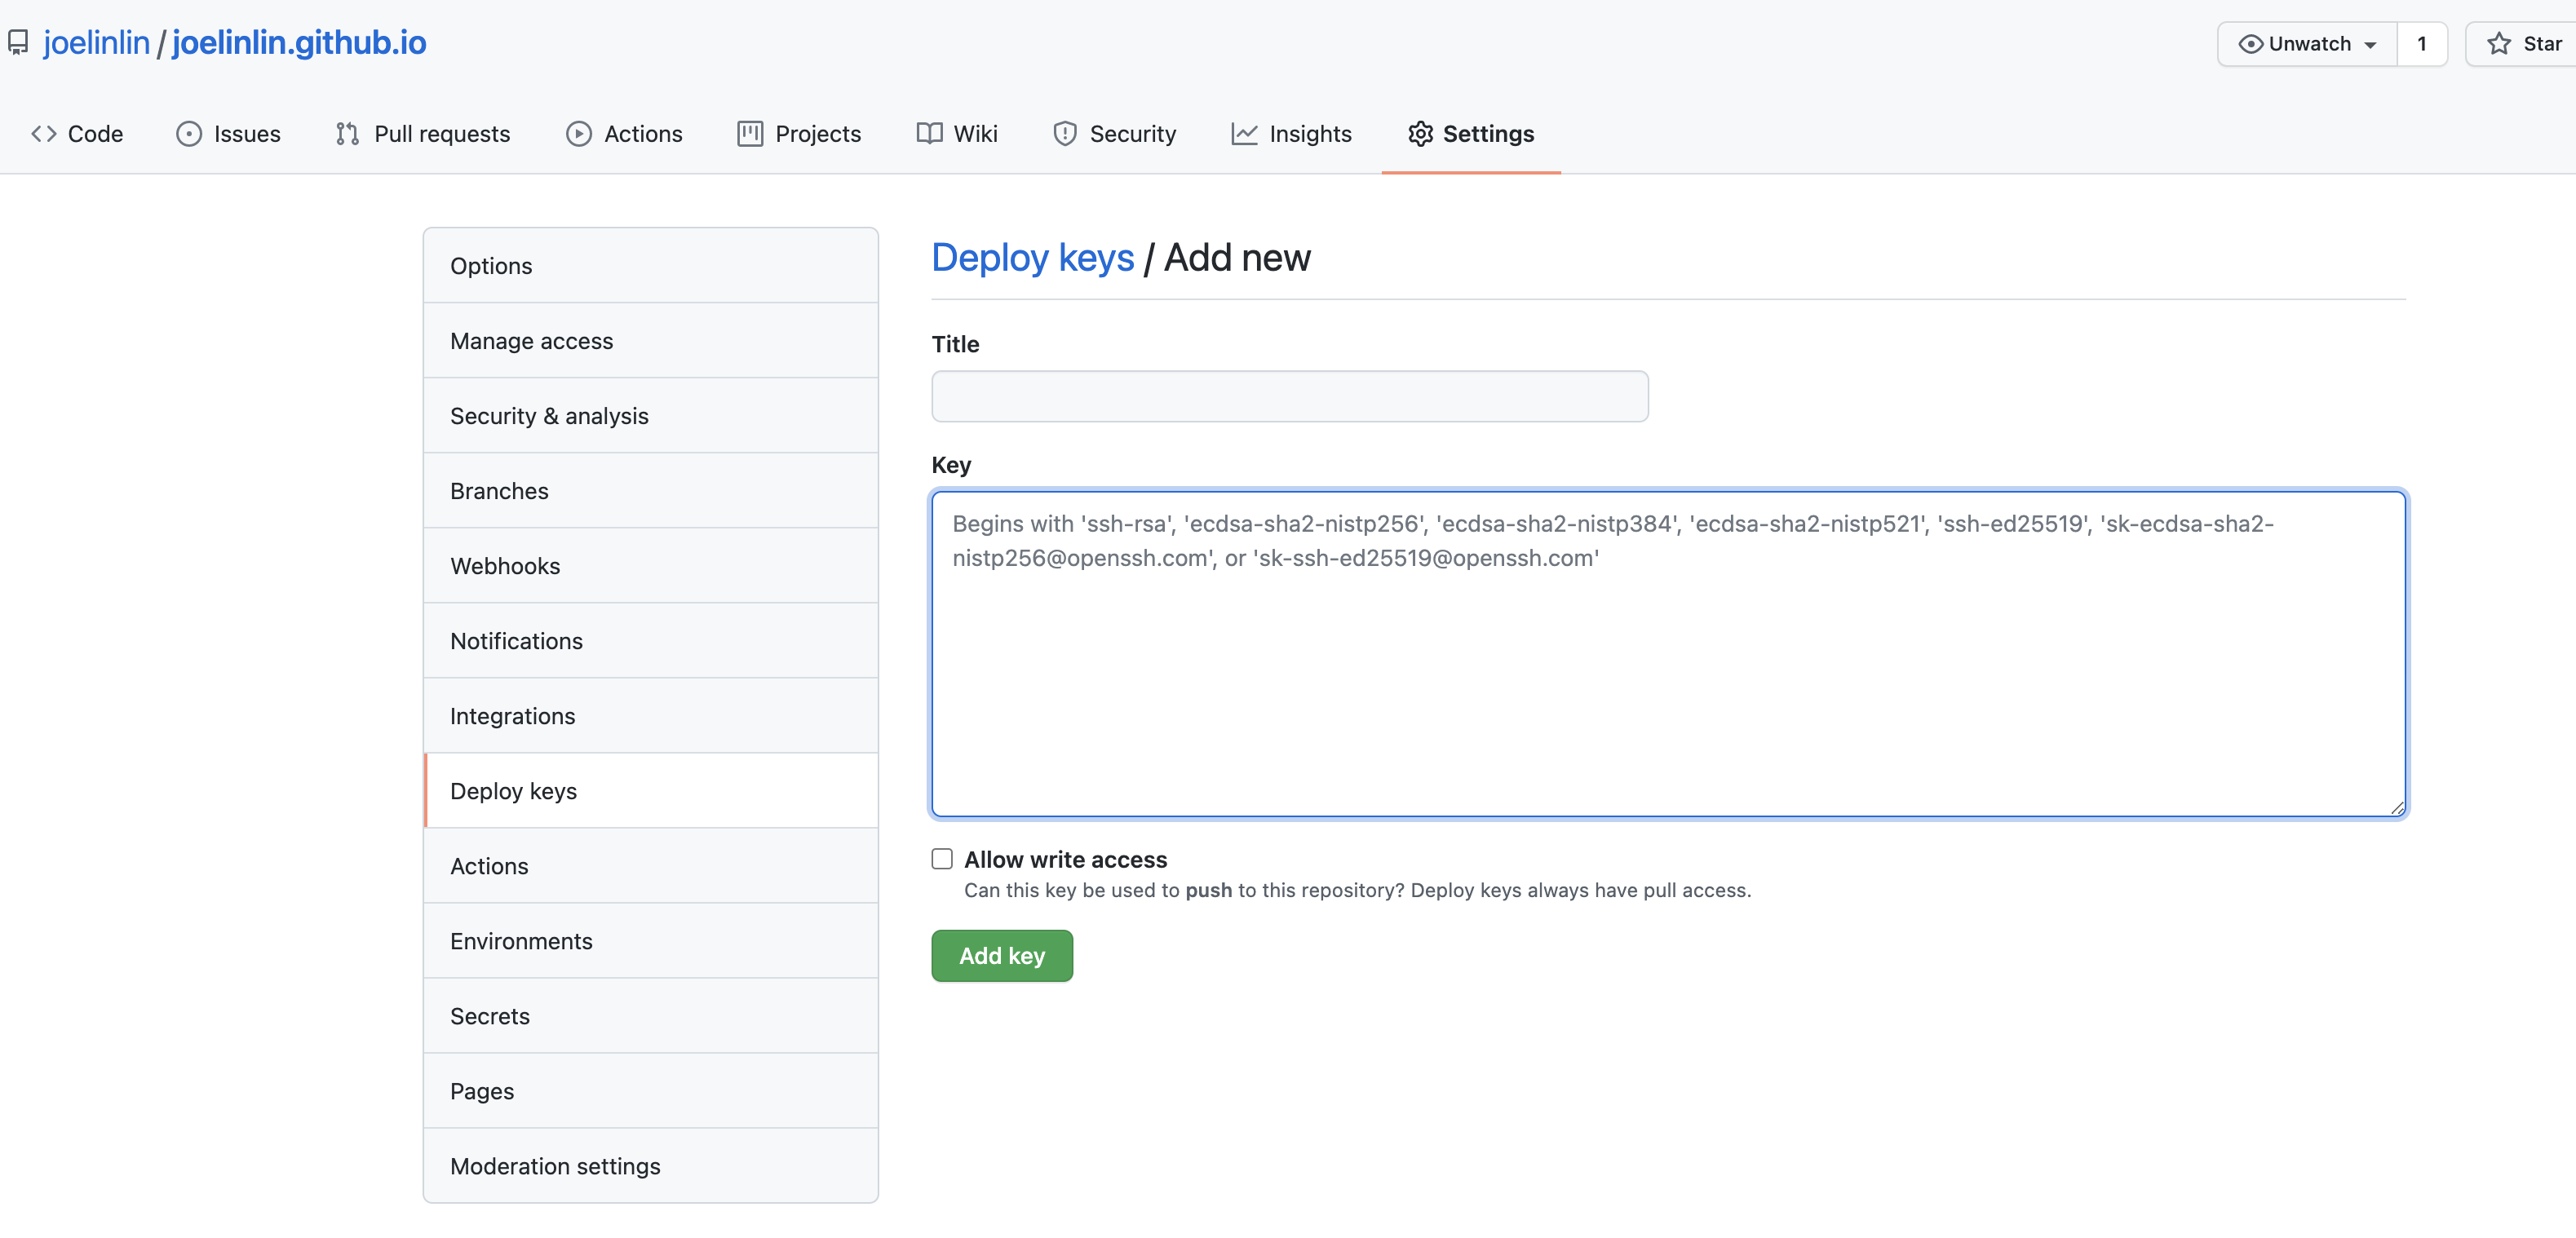 joelinlin / joelinlin.github.io
Unwatch 1 Star
Code Issues Pull requests Actions Projects Wiki Security Insights Settings
Options
Manage access
Security & analysis
Branches
Webhooks
Notifications
Integrations
Deploy keys
Actions
Environments
Secrets
Pages
Moderation settings
Deploy keys / Add new
Title
Key
Begins with 'ssh-rsa', 'ecdsa-sha2-nistp256', 'ecdsa-sha2-nistp384', 'ecdsa-sha2-nistp521', 'ssh-ed25519', 'sk-ecdsa-sha2-
nistp256@openssh.com', or 'sk-ssh-ed25519@openssh.com'
Allow write access
Can this key be used to push to this repository? Deploy keys always have pull access.
Add key